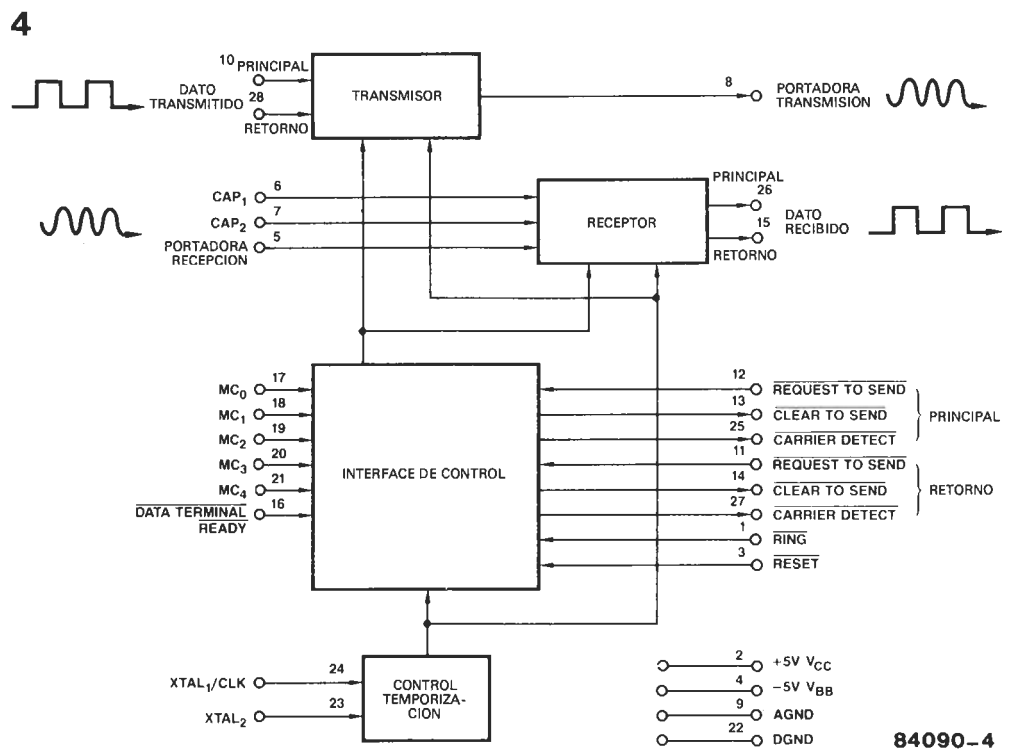 4
10 PRINCIPAL
DATO
TRANSMITIDO 28
RETORNO
TRANSMISOR
8
PORTADORA
TRANSMISION
CAP1 6
CAP2 7
PORTADORA 5
RECEPCION
RECEPTOR
PRINCIPAL
26
15
DATO
RECIBIDO
RETORNO
MC0 17
MC1 18
MC2 19
MC3 20
MC4 21
DATA TERMINAL 16
READY
INTERFACE DE CONTROL
12 REQUEST TO SEND
13 CLEAR TO SEND
25 CARRIER DETECT
PRINCIPAL
11 REQUEST TO SEND
14 CLEAR TO SEND
27 CARRIER DETECT
RETORNO
1 RING
3 RESET
XTAL1/CLK 24
XTAL2 23
CONTROL
TEMPORIZA-
CION
2 +5V VCC
4 -5V VBB
9 AGND
22 DGND
84090-4